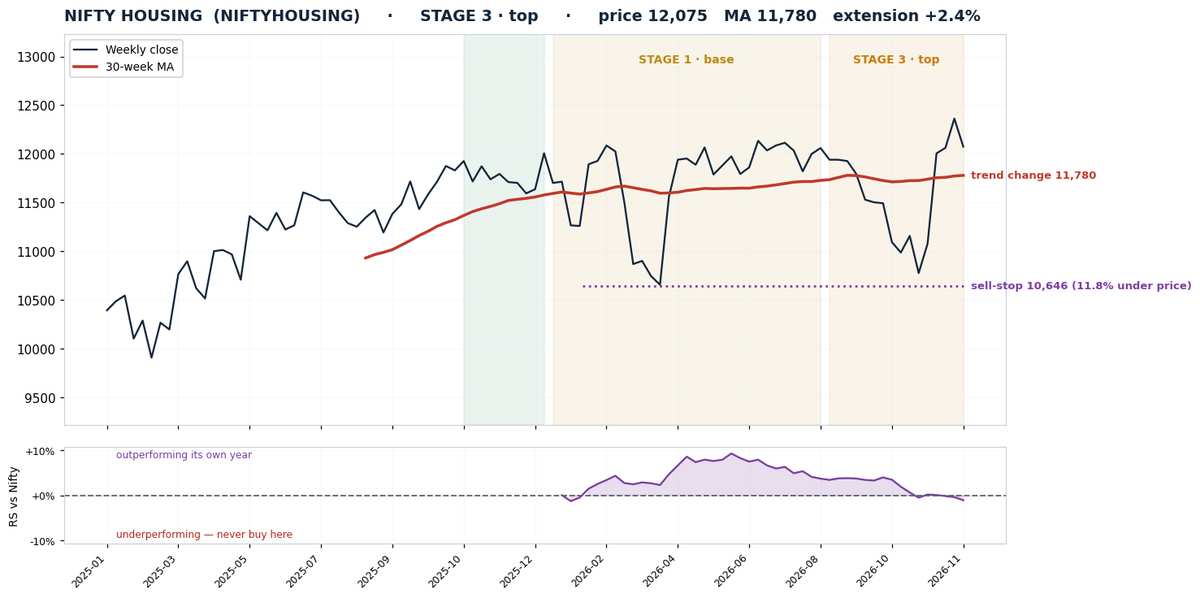 NIFTY HOUSING (NIFTYHOUSING) · STAGE 3 · top · price 12,075 MA 11,780 extension +2.4%
Weekly close
30-week MA
STAGE 1 · base
STAGE 3 · top
13000
12500
12000
11500
11000
10500
10000
9500
trend change 11,780
sell-stop 10,646 (11.8% under price)
RS vs Nifty
+10%
+0%
-10%
outperforming its own year
underperforming — never buy here
2025-01
2025-03
2025-05
2025-07
2025-09
2025-10
2025-12
2026-02
2026-04
2026-06
2026-08
2026-10
2026-11